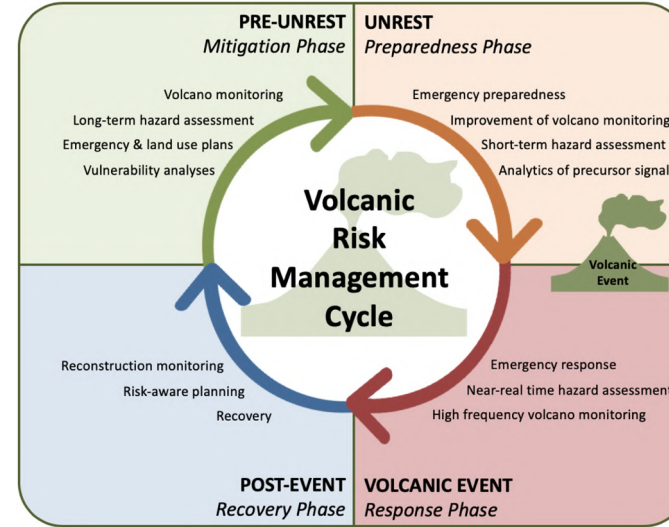 PRE-UNREST
Mitigation Phase
Volcano monitoring
Long-term hazard assessment
Emergency & land use plans
Vulnerability analyses
UNREST
Preparedness Phase
Emergency preparedness
Improvement of volcano monitoring
Short-term hazard assessment
Analytics of precursor signal
Volcanic
Risk
Management
Cycle
Volcanic
Event
Reconstruction monitoring
Risk-aware planning
Recovery
POST-EVENT
Recovery Phase
Emergency response
Near-real time hazard assessment
High frequency volcano monitoring
VOLCANIC EVENT
Response Phase